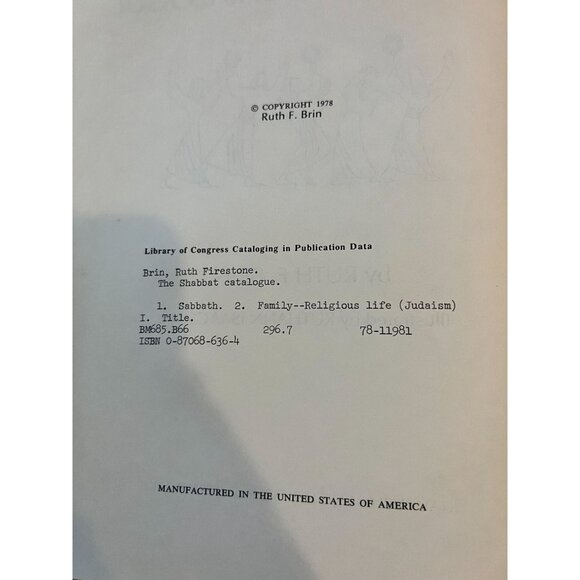 © COPYRIGHT 1978
Ruth F. Brin
Library of Congress Cataloging in Publication Data
Brin, Ruth Firestone.
The Shabbat catalogue.
1. Sabbath. 2. Family--Religious life (Judaism)
I. Title.
BM685.B66 296.7 78-11981
ISBN 0-87068-636-4
MANUFACTURED IN THE UNITED STATES OF AMERICA